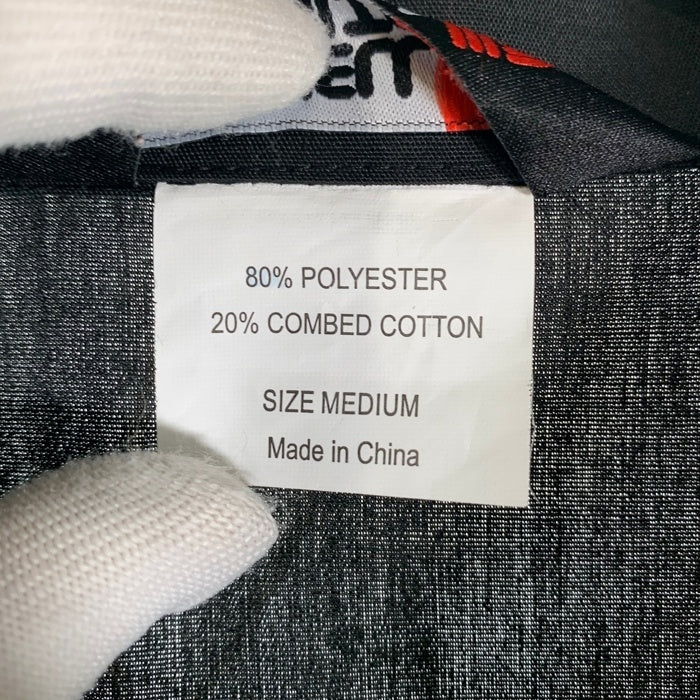 80% POLYESTER
20% COMBED COTTON
SIZE MEDIUM
Made in China